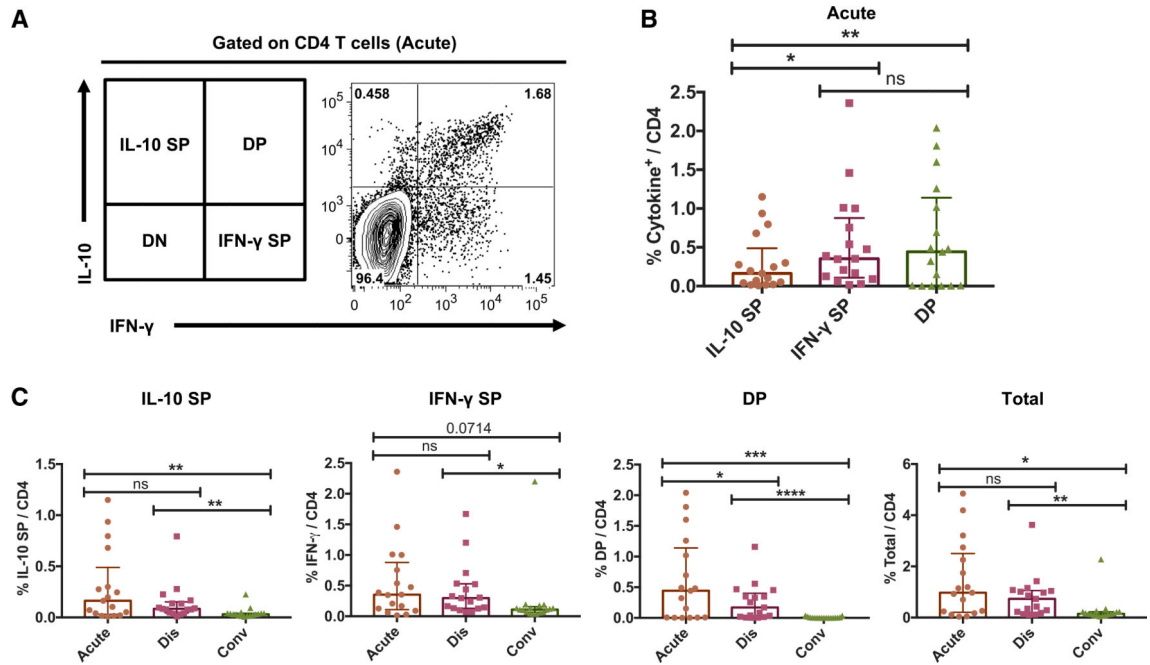 A
Gated on CD4 T cells (Acute)
IL-10
IL-10 SP
DP
DN
IFN-γ SP
0.458
1.68
96.4
1.45
10⁵
10⁴
10³
0
0
10²
10³
10⁴
10⁵
IFN-γ
B
Acute
**
*
ns
% Cytokine⁺ / CD4
2.5
2.0
1.5
1.0
0.5
0.0
IL-10 SP
IFN-γ SP
DP
C
IL-10 SP
**
ns
**
% IL-10 SP / CD4
1.5
1.0
0.5
0.0
Acute
Dis
Conv
IFN-γ SP
0.0714
ns
*
% IFN-γ / CD4
2.5
2.0
1.5
1.0
0.5
0.0
Acute
Dis
Conv
DP
***
*
****
% DP / CD4
2.5
2.0
1.5
1.0
0.5
0.0
Acute
Dis
Conv
Total
*
ns
**
% Total / CD4
6
4
2
0
Acute
Dis
Conv